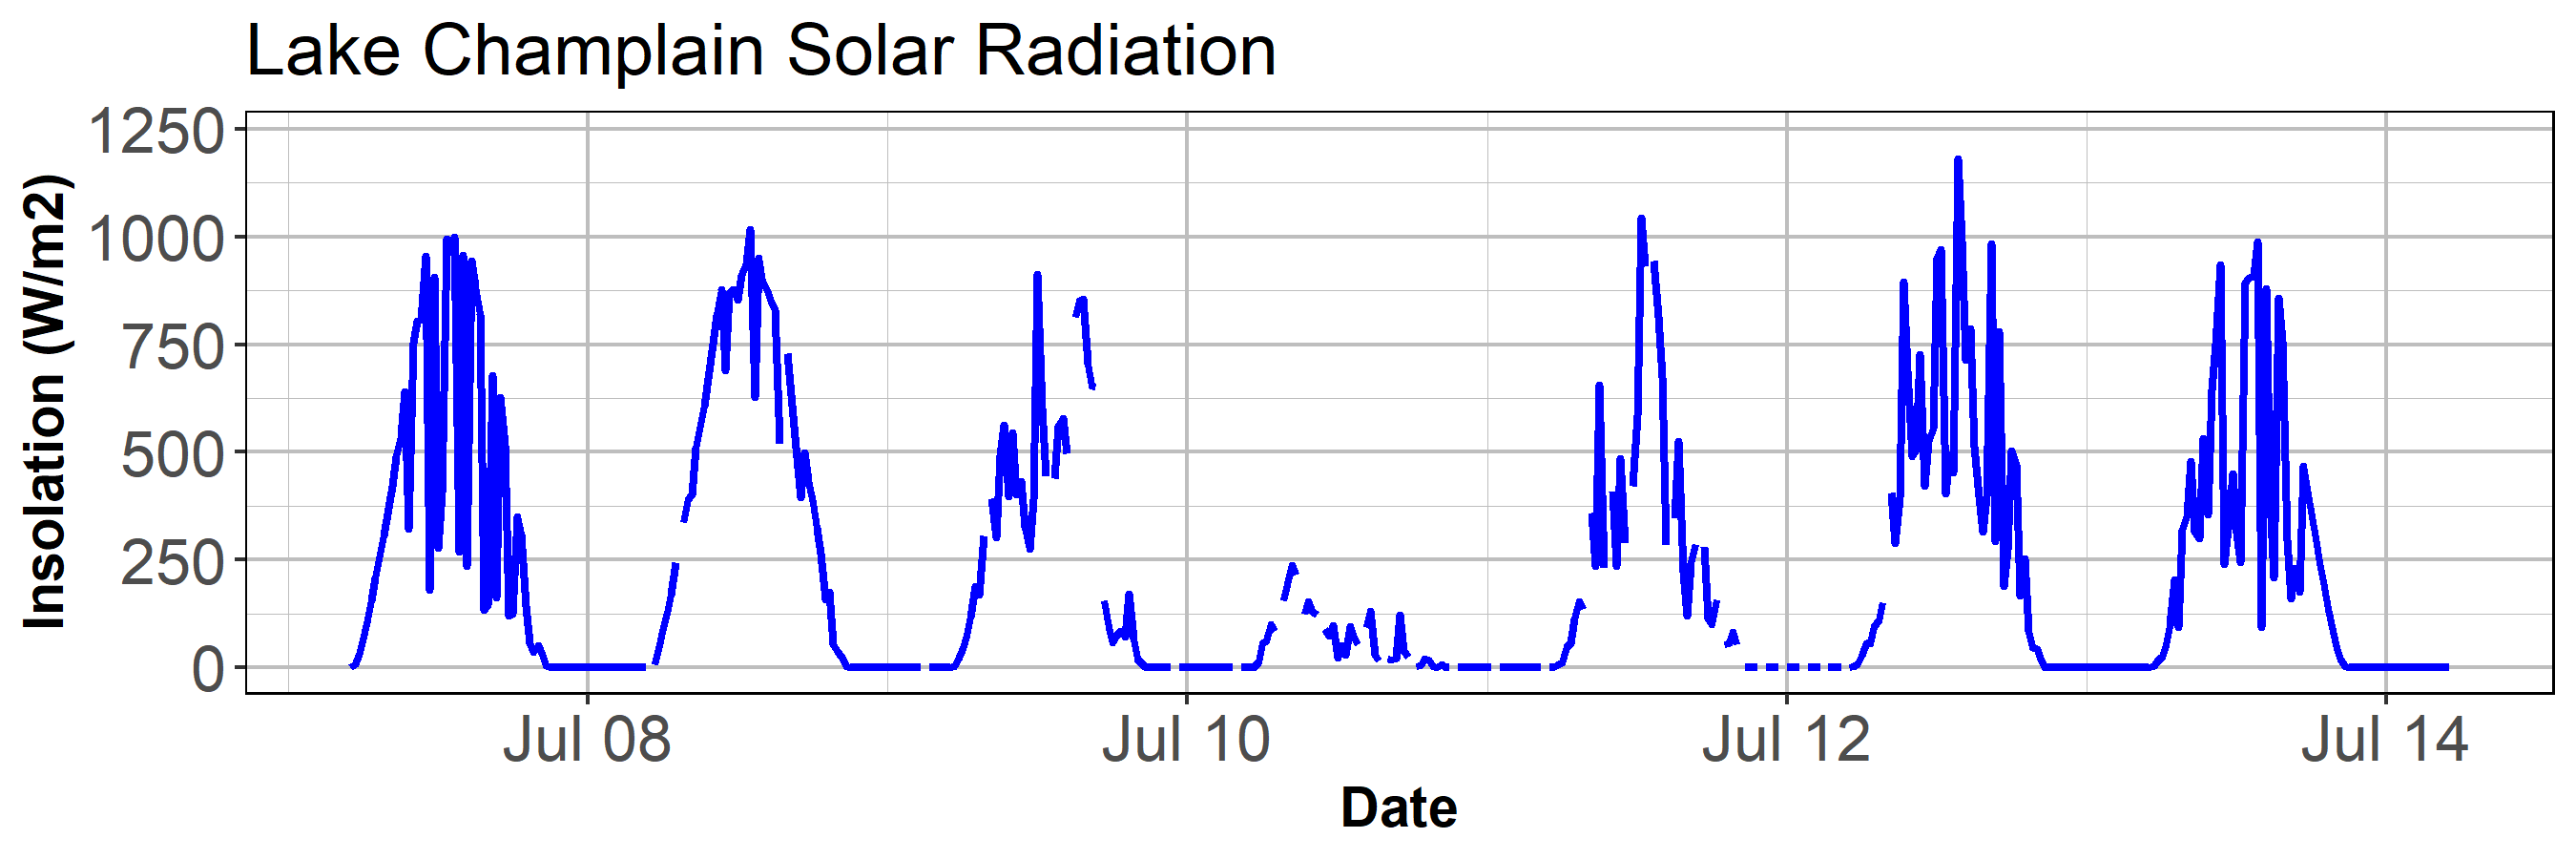 Lake Champlain Solar Radiation
1250
1000
750
500
250
0
Insolation (W/m2)
Jul 08
Jul 10
Jul 12
Jul 14
Date